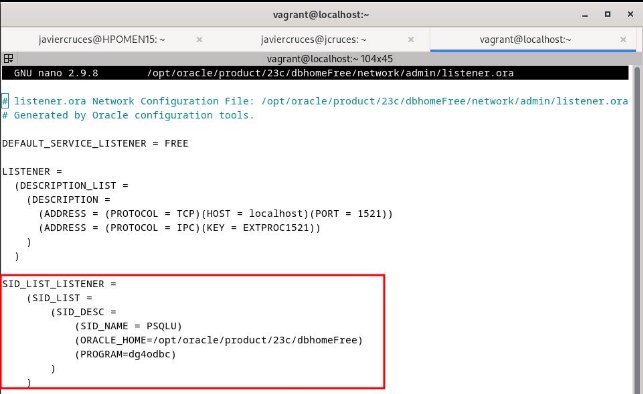 vagrant@localhost:~
javiercruces@HPOMEN15: ~
javiercruces@jcruces: ~
vagrant@localhost:~
vagrant@localhost:~ 104x45
GNU nano 2.9.8 /opt/oracle/product/23c/dbhomeFree/network/admin/listener.ora
# listener.ora Network Configuration File: /opt/oracle/product/23c/dbhomeFree/network/admin/listener.ora
# Generated by Oracle configuration tools.
DEFAULT_SERVICE_LISTENER = FREE
LISTENER =
(DESCRIPTION_LIST =
(DESCRIPTION =
(ADDRESS = (PROTOCOL = TCP)(HOST = localhost)(PORT = 1521))
(ADDRESS = (PROTOCOL = IPC)(KEY = EXTPROC1521))
)
)
SID_LIST_LISTENER =
(SID_LIST =
(SID_DESC =
(SID_NAME = PSQLU)
(ORACLE_HOME=/opt/oracle/product/23c/dbhomeFree)
(PROGRAM=dg4odbc)
)
)